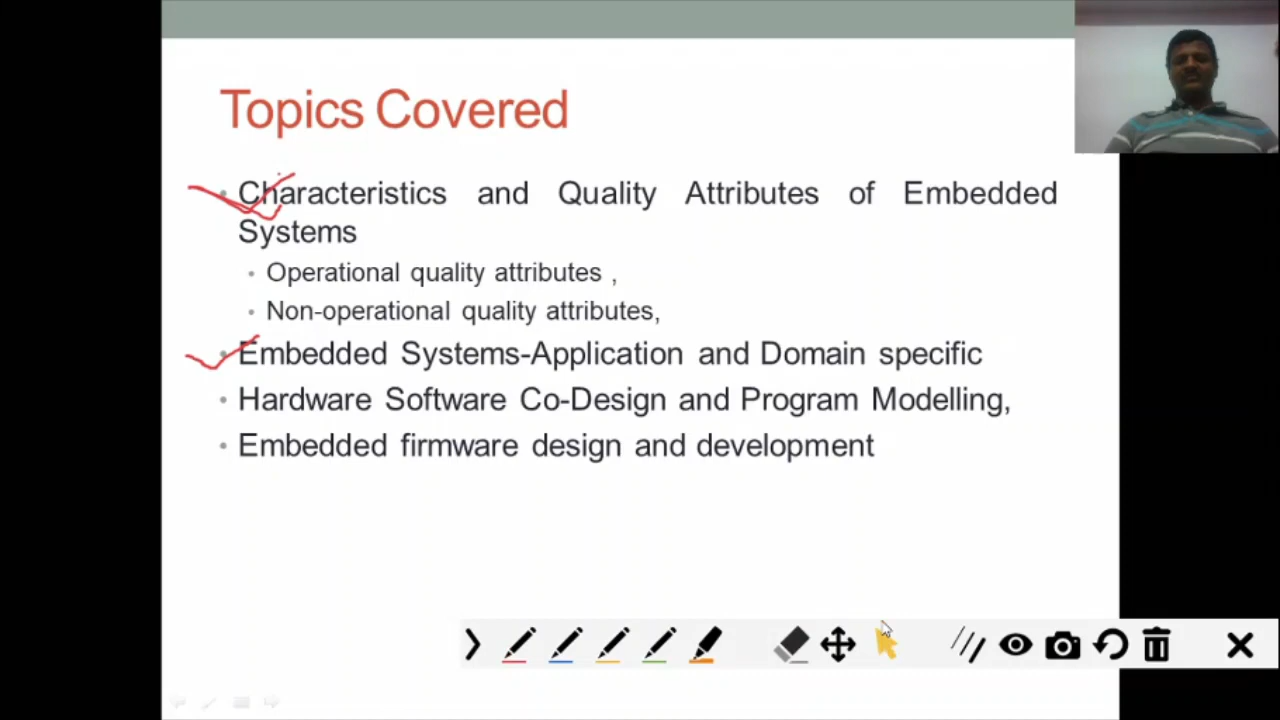 Topics Covered
• Characteristics and Quality Attributes of Embedded
Systems
• Operational quality attributes ,
• Non-operational quality attributes,
• Embedded Systems-Application and Domain specific
• Hardware Software Co-Design and Program Modelling,
• Embedded firmware design and development